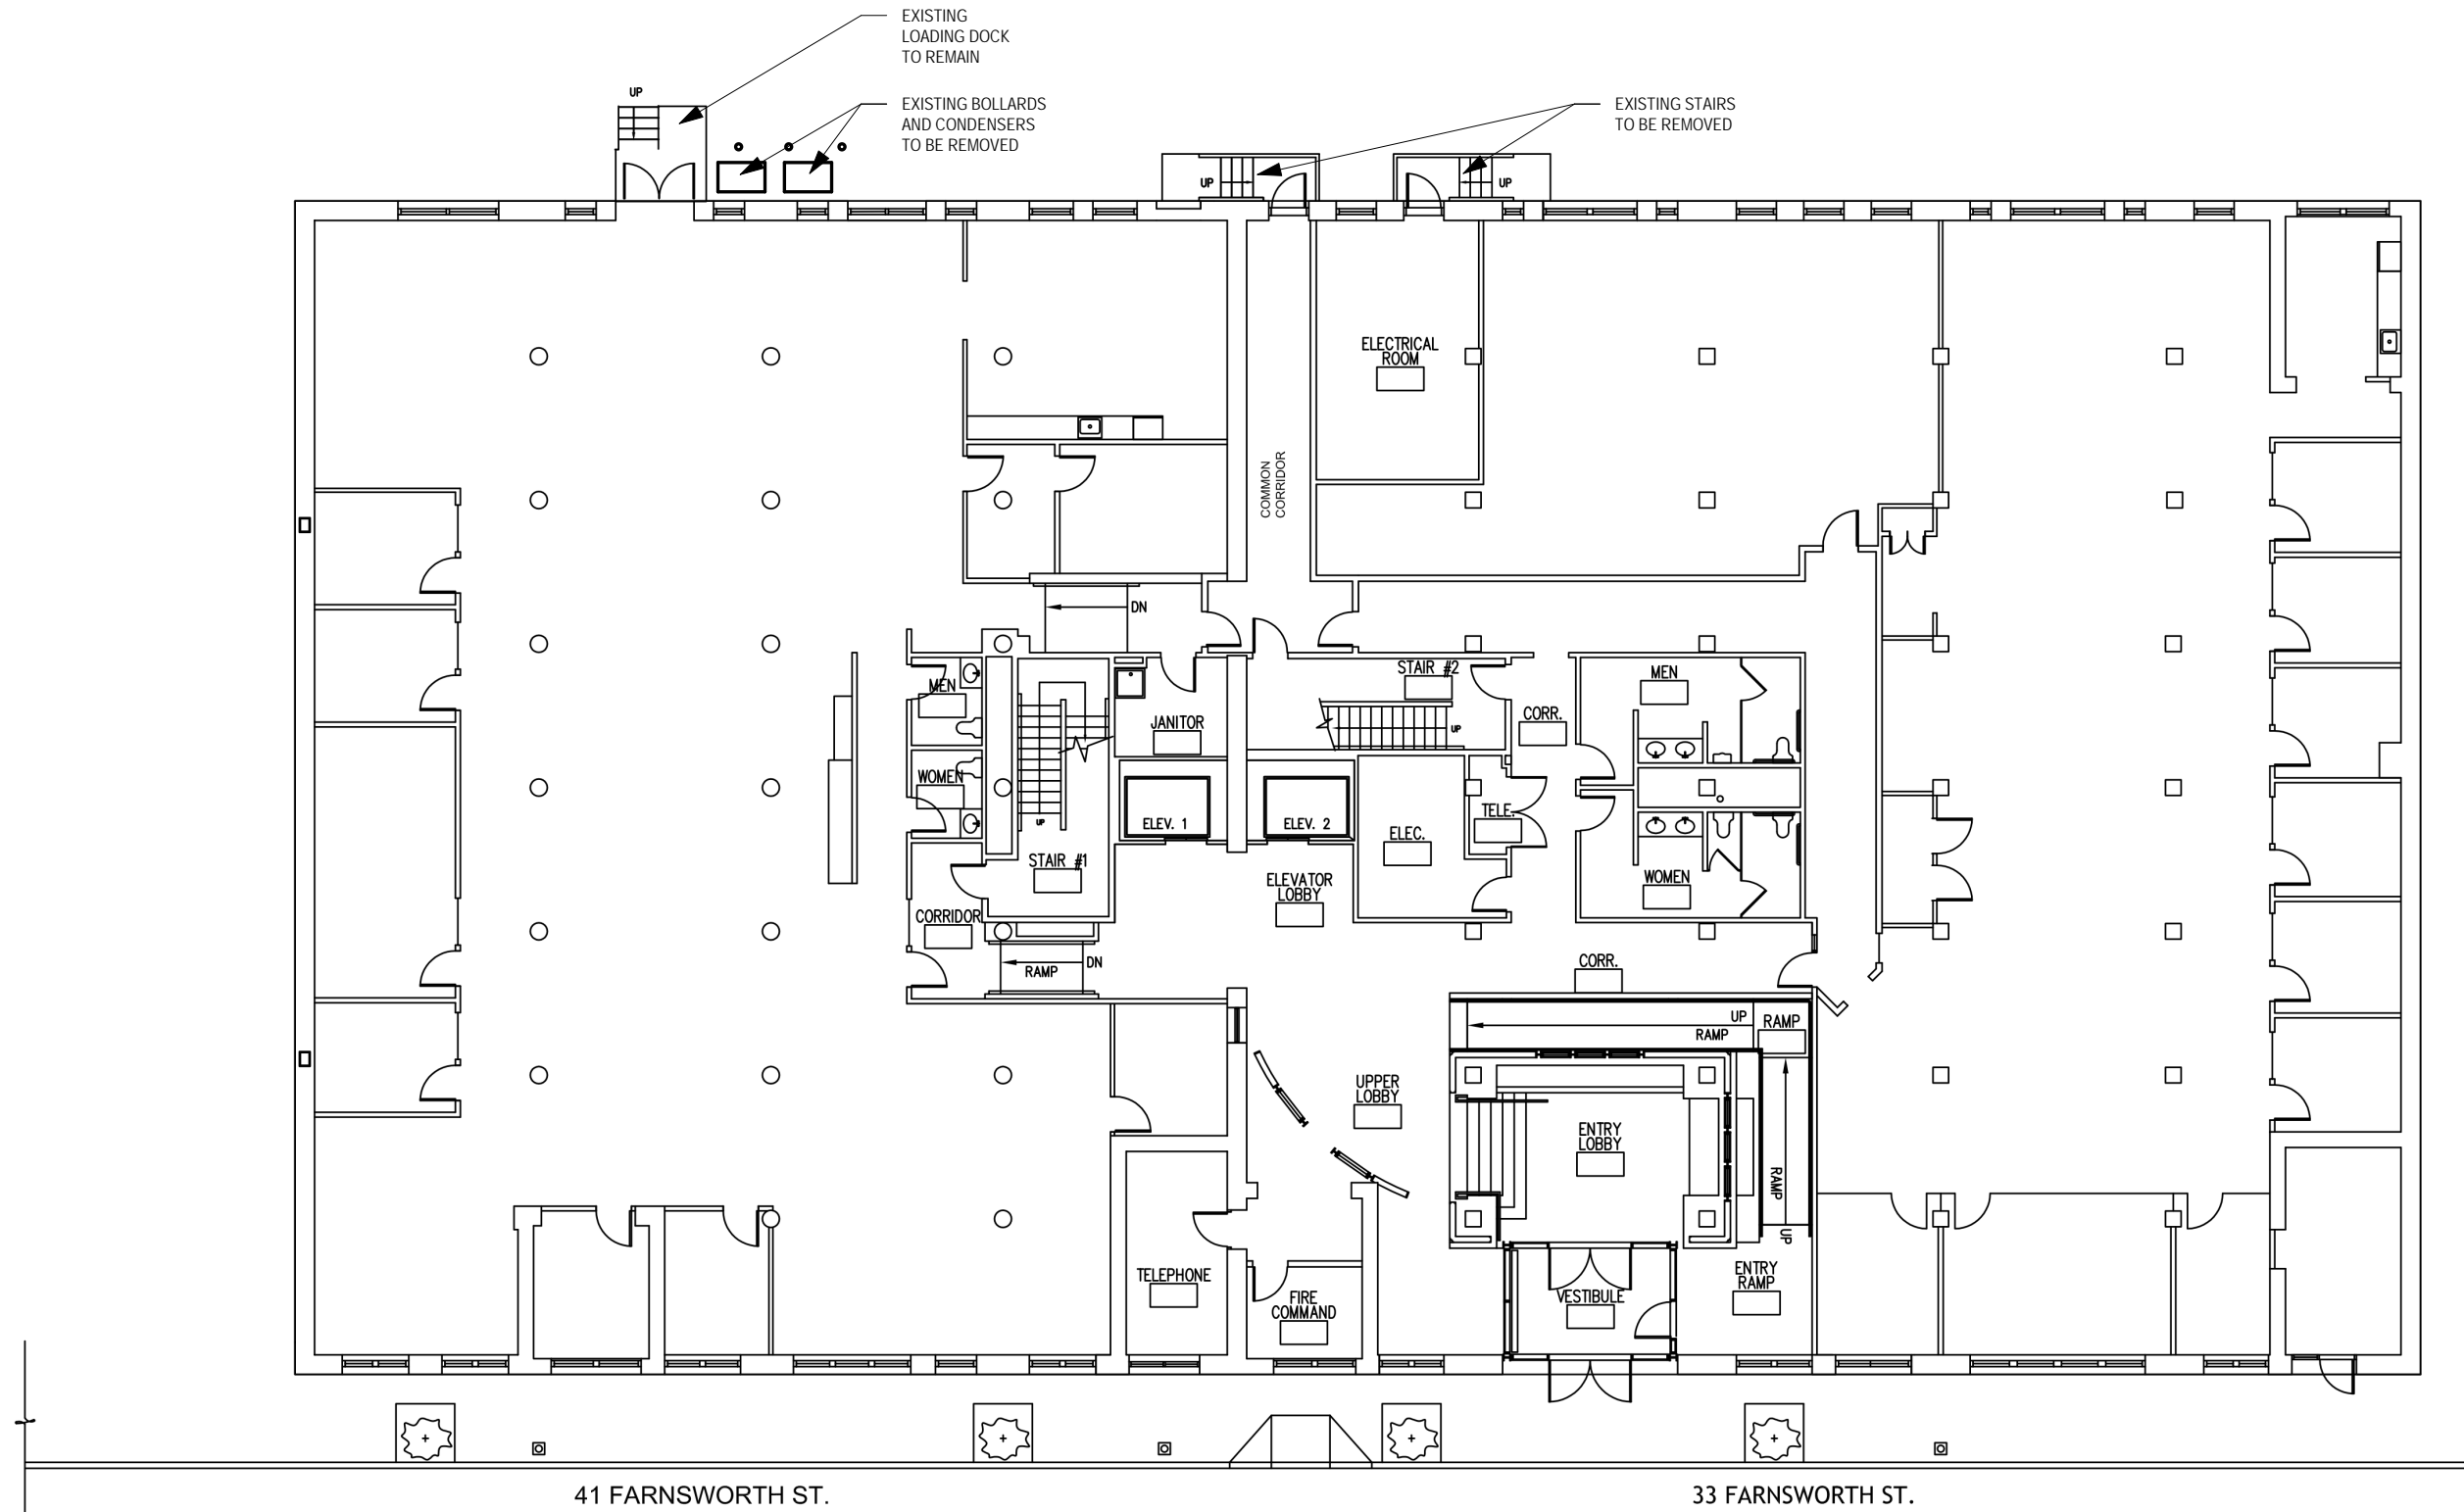 EXISTING
LOADING DOCK
TO REMAIN
UP
EXISTING BOLLARDS
AND CONDENSERS
TO BE REMOVED
EXISTING STAIRS
TO BE REMOVED
UP
UP
ELECTRICAL
ROOM
COMMON
CORRIDOR
DN
STAIR #2
MEN
MEN
CORR.
JANITOR
UP
WOMEN
TELE.
ELEV. 1
ELEV. 2
ELEC.
UP
STAIR #1
ELEVATOR
LOBBY
WOMEN
CORRIDOR
DN
RAMP
CORR.
UP
RAMP
RAMP
UPPER
LOBBY
ENTRY
LOBBY
RAMP
UP
TELEPHONE
ENTRY
RAMP
FIRE
COMMAND
VESTIBULE
41 FARNSWORTH ST.
33 FARNSWORTH ST.